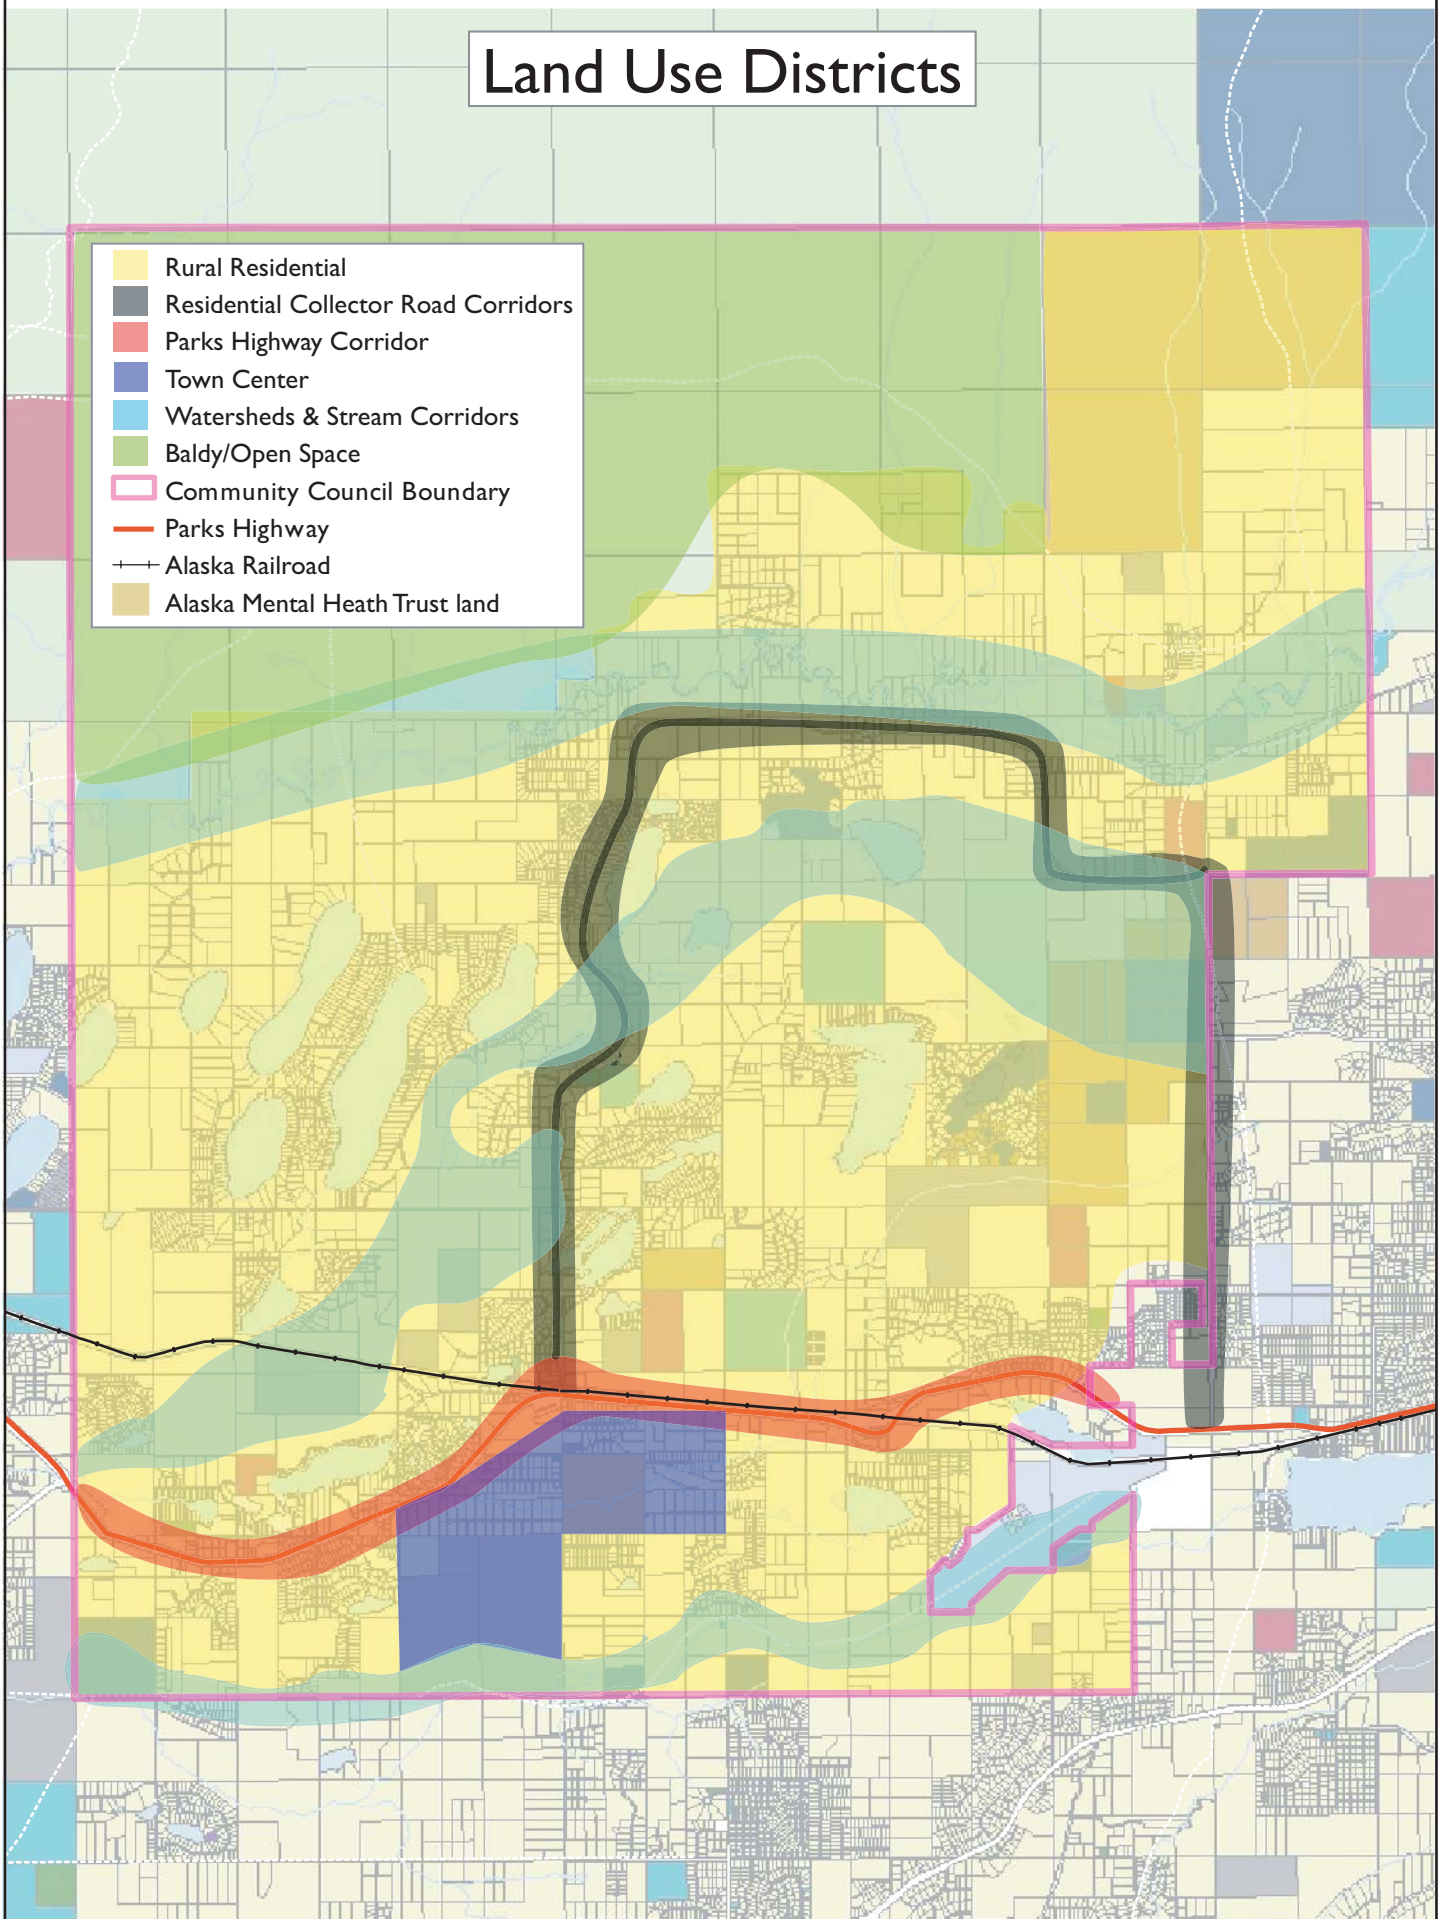 Land Use Districts
Rural Residential
Residential Collector Road Corridors
Parks Highway Corridor
Town Center
Watersheds & Stream Corridors
Baldy/Open Space
Community Council Boundary
Parks Highway
Alaska Railroad
Alaska Mental Heath Trust land